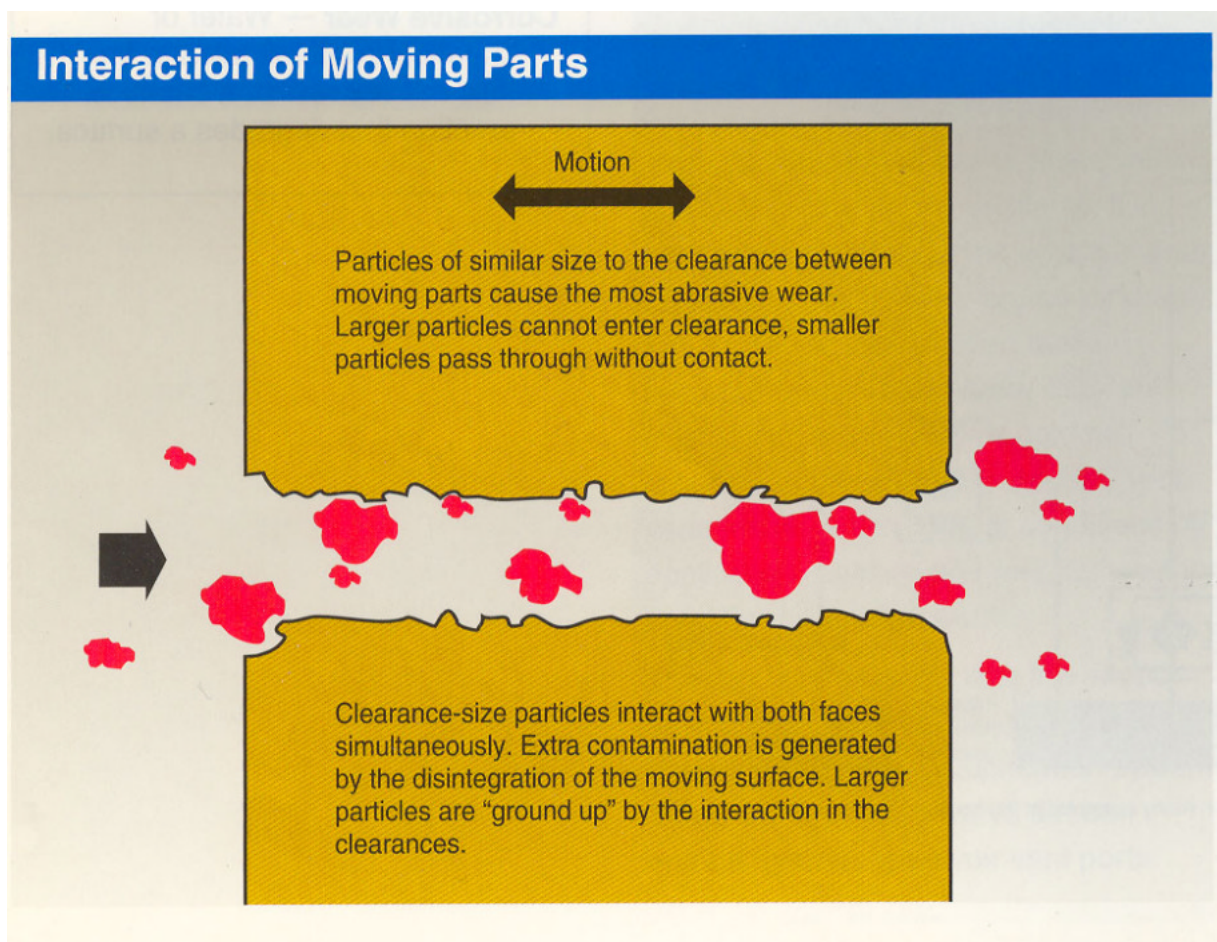 Interaction of Moving Parts
Motion
Particles of similar size to the clearance between
moving parts cause the most abrasive wear.
Larger particles cannot enter clearance, smaller
particles pass through without contact.
Clearance-size particles interact with both faces
simultaneously. Extra contamination is generated
by the disintegration of the moving surface. Larger
particles are “ground up” by the interaction in the
clearances.